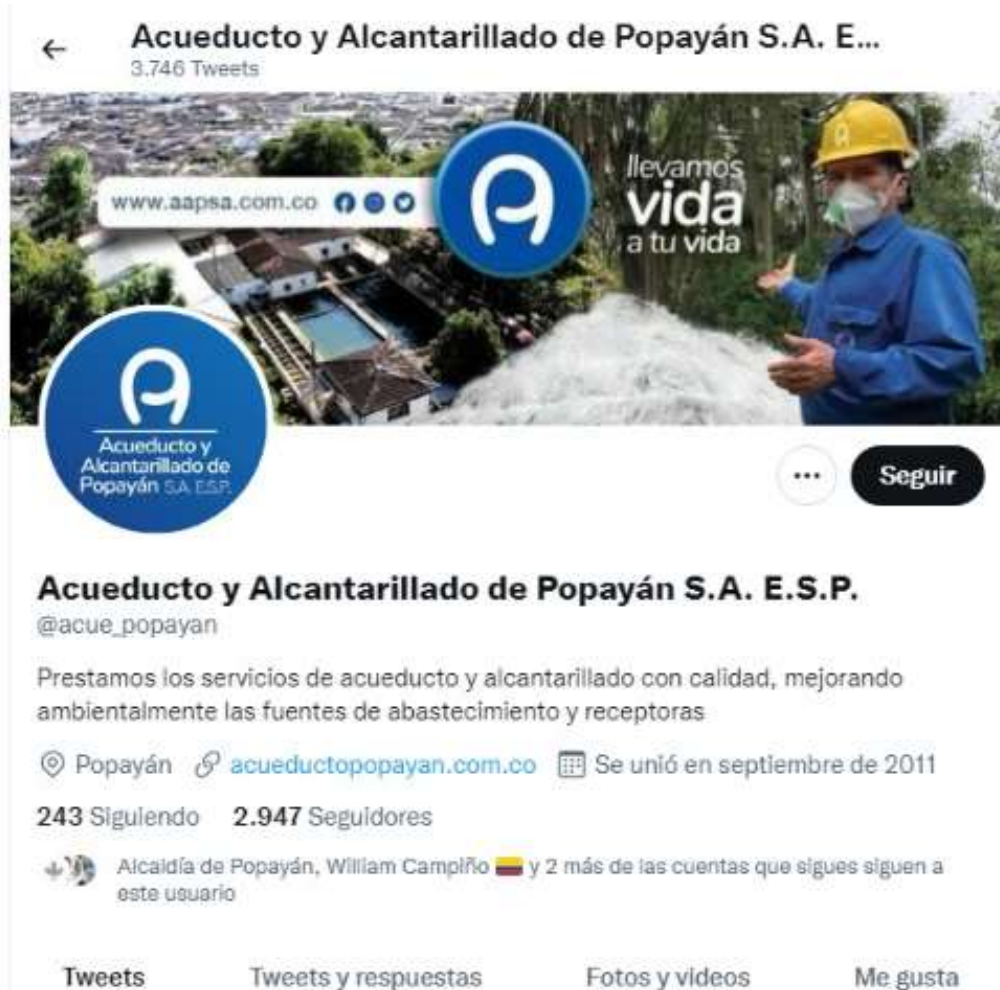 Acueducto y Alcantarillado de Popayán S.A. E...
3.746 Tweets
www.aapsa.com.co
llevamos
vida
a tu vida
Acueducto y
Alcantarillado de
Popayán S.A. E.S.P.
Seguir
Acueducto y Alcantarillado de Popayán S.A. E.S.P.
@acue_popayan
Prestamos los servicios de acueducto y alcantarillado con calidad, mejorando
ambientalmente las fuentes de abastecimiento y receptoras
Popayán acueductopopayan.com.co Se unió en septiembre de 2011
243 Siguiendo 2.947 Seguidores
Alcaldía de Popayán, William Campiño y 2 más de las cuentas que sigues siguen a
este usuario
Tweets Tweets y respuestas Fotos y videos Me gusta